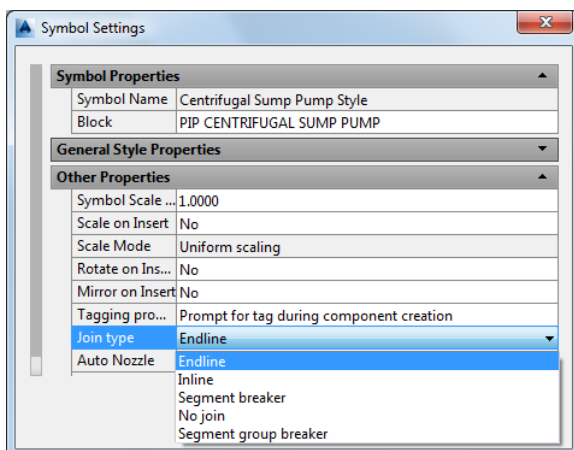 Symbol Settings
Symbol Properties
Symbol Name Centrifugal Sump Pump Style
Block PIP CENTRIFUGAL SUMP PUMP
General Style Properties
Other Properties
Symbol Scale ... 1.0000
Scale on Insert No
Scale Mode Uniform scaling
Rotate on Ins... No
Mirror on Insert No
Tagging pro... Prompt for tag during component creation
Join type Endline
Auto Nozzle Endline
Inline
Segment breaker
No join
Segment group breaker